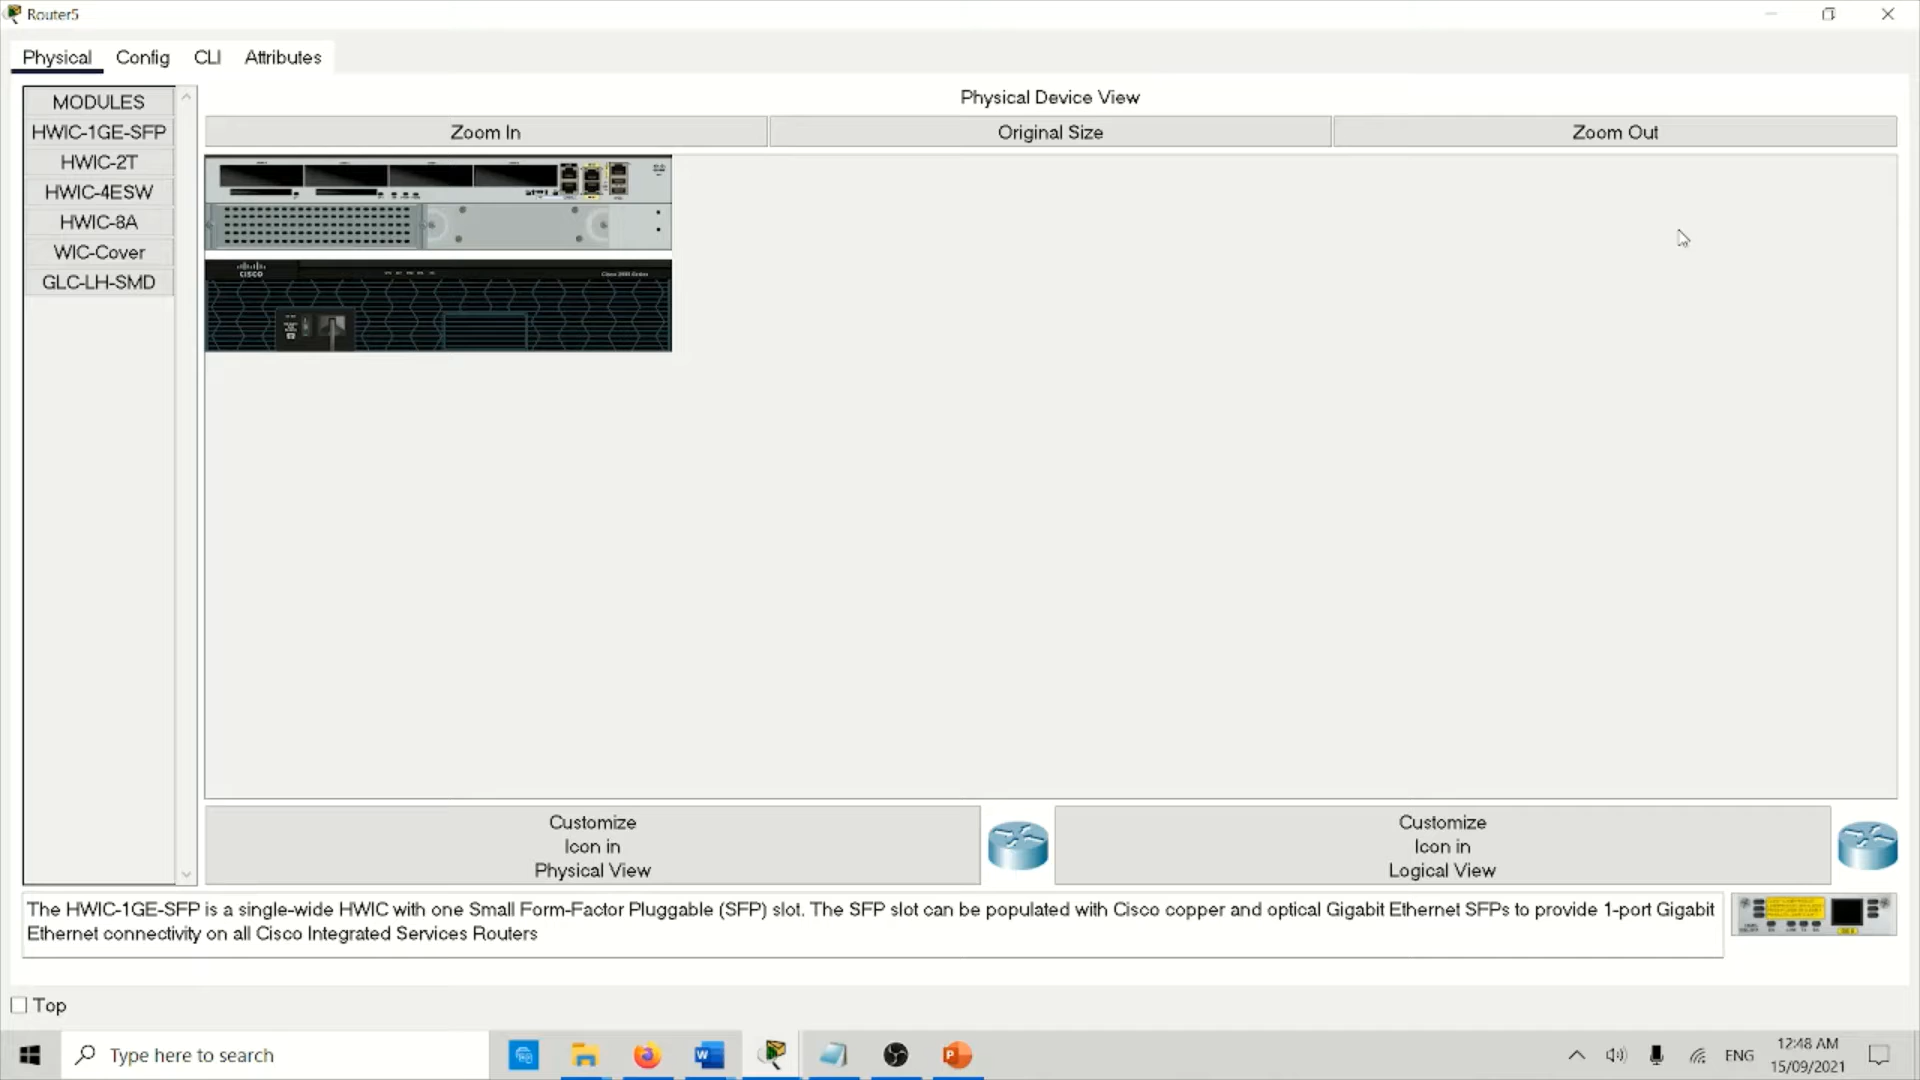 Router5
Physical
Config
CLI
Attributes
MODULES
HWIC-1GE-SFP
HWIC-2T
HWIC-4ESW
HWIC-8A
WIC-Cover
GLC-LH-SMD
Physical Device View
Zoom In
Original Size
Zoom Out
CISCO
Customize
Icon in
Physical View
Customize
Icon in
Logical View
The HWIC-1GE-SFP is a single-wide HWIC with one Small Form-Factor Pluggable (SFP) slot. The SFP slot can be populated with Cisco copper and optical Gigabit Ethernet SFPs to provide 1-port Gigabit
Ethernet connectivity on all Cisco Integrated Services Routers
Top
Type here to search
ENG
12:48 AM
15/09/2021